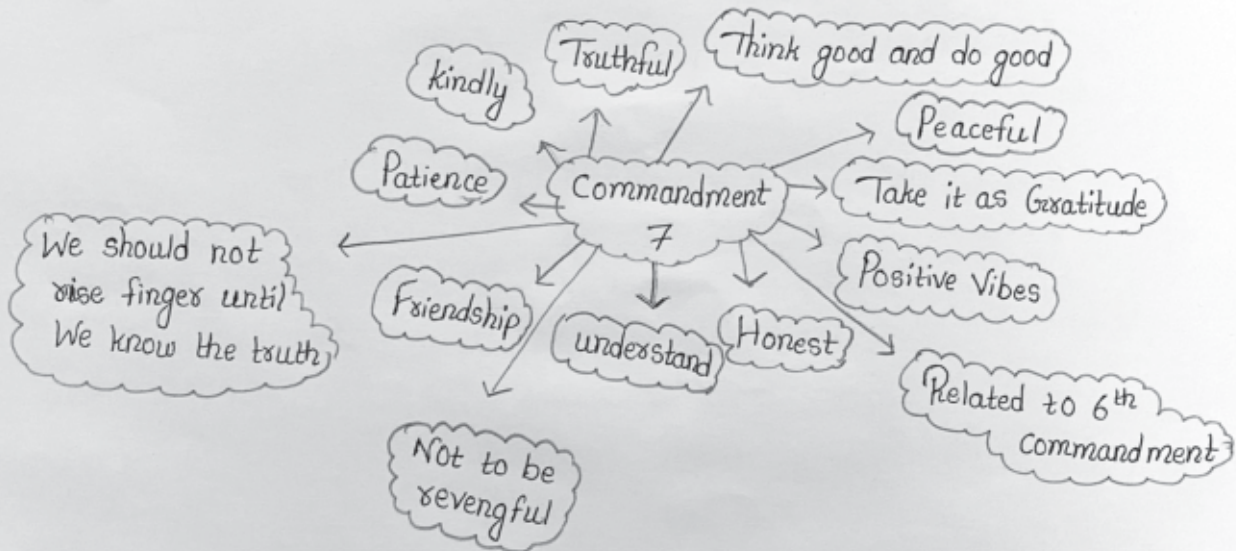 Truthful
Think good and do good
kindly
Peaceful
Patience
Commandment
7
Take it as Gratitude
We should not
rise finger until
We know the truth
Friendship
understand
Honest
Positive Vibes
Related to 6th
commandment
Not to be
revengful